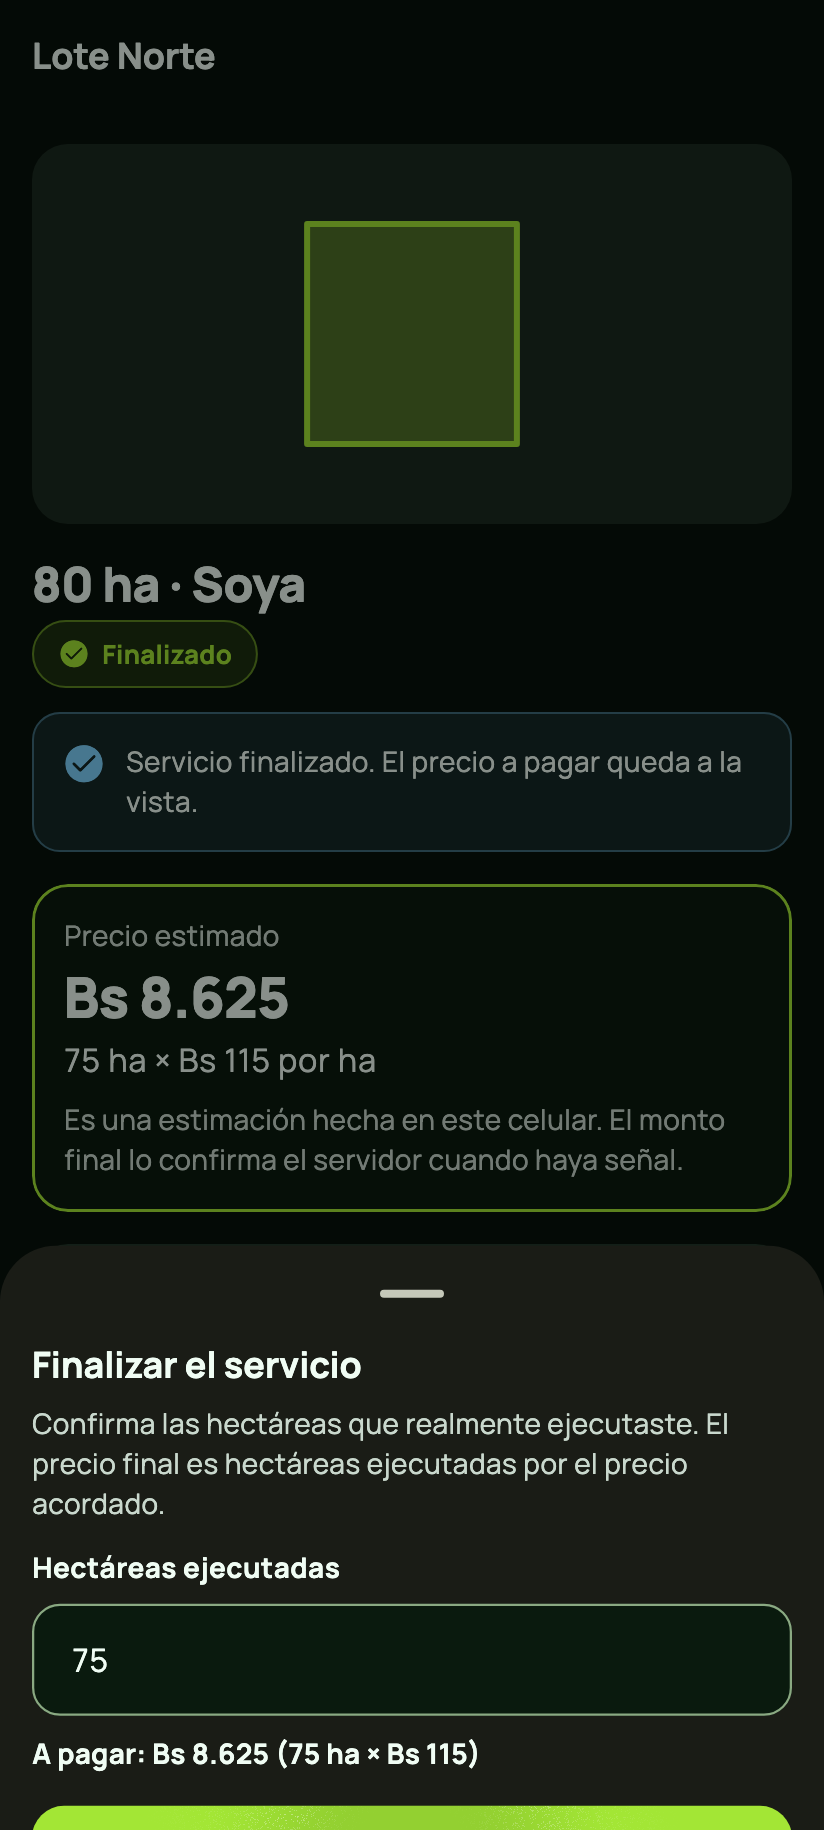 Lote Norte
80 ha · Soya
Finalizado
Servicio finalizado. El precio a pagar queda a la
vista.
Precio estimado
Bs 8.625
75 ha × Bs 115 por ha
Es una estimación hecha en este celular. El monto
final lo confirma el servidor cuando haya señal.
Finalizar el servicio
Confirma las hectáreas que realmente ejecutaste. El
precio final es hectáreas ejecutadas por el precio
acordado.
Hectáreas ejecutadas
75
A pagar: Bs 8.625 (75 ha × Bs 115)